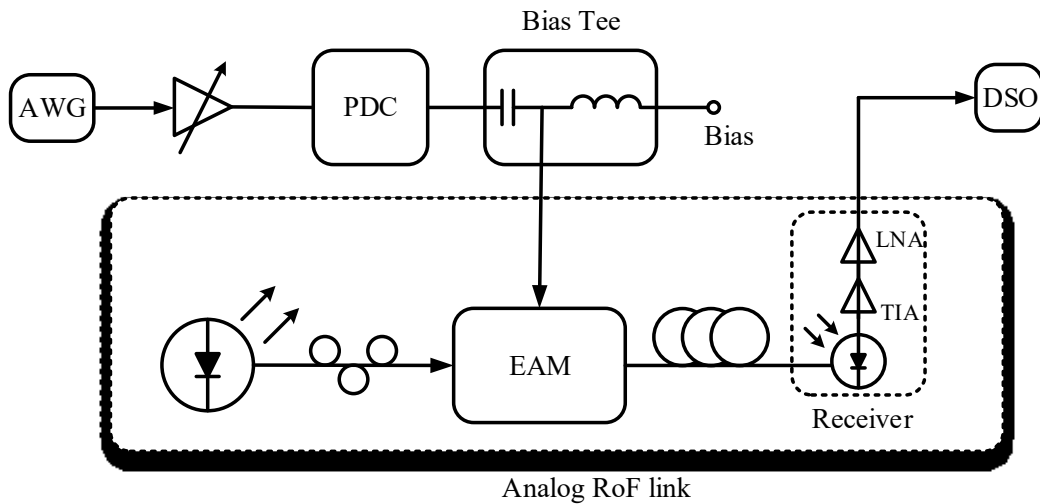 Bias Tee
AWG
PDC
Bias
DSO
LNA
TIA
EAM
Receiver
Analog RoF link